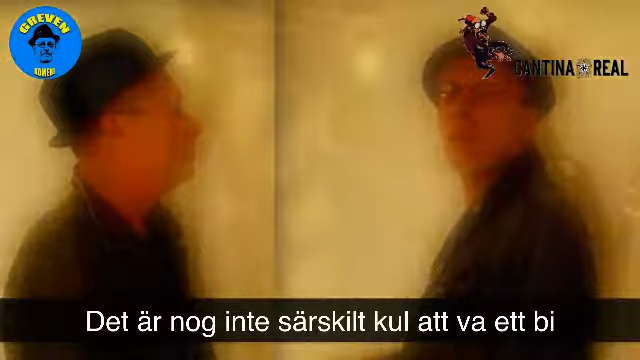 GREVEN
KOMEDI
CANTINA REAL
Det är nog inte särskilt kul att va ett bi